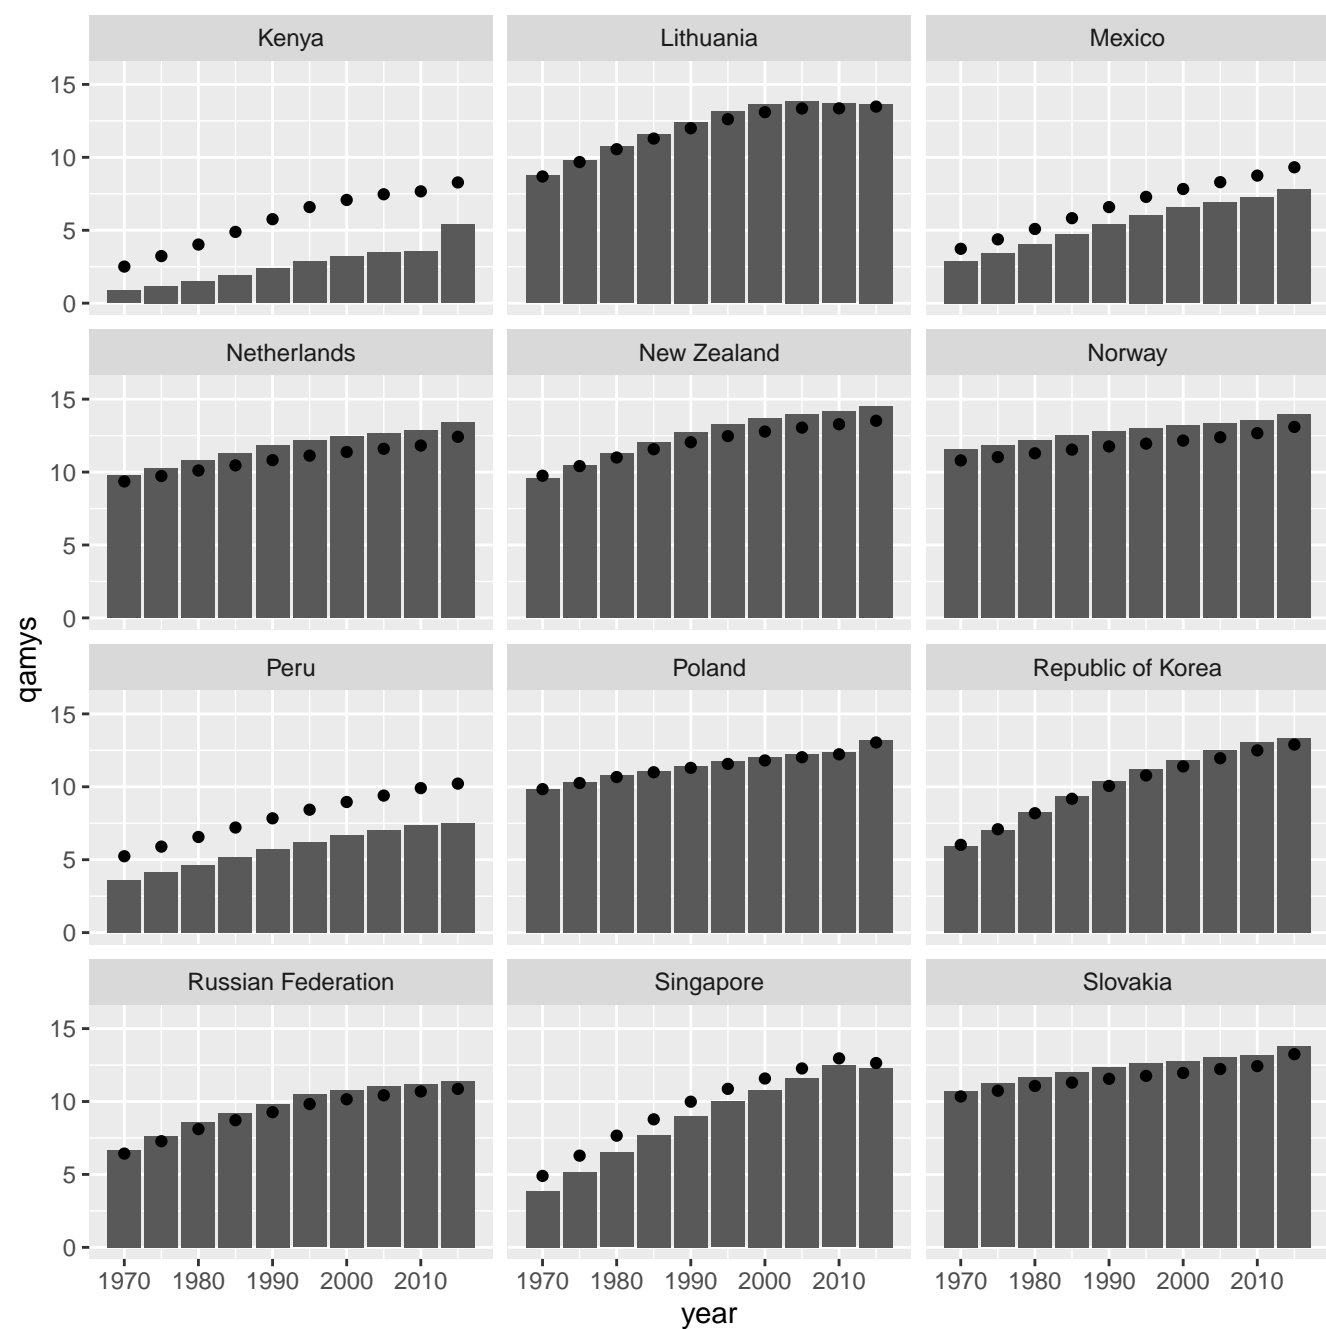 Kenya
Lithuania
Mexico
15
10
5
0
Netherlands
New Zealand
Norway
15
10
5
0
qamys
Peru
Poland
Republic of Korea
15
10
5
0
Russian Federation
Singapore
Slovakia
15
10
5
0
1970 1980 1990 2000 2010
1970 1980 1990 2000 2010
1970 1980 1990 2000 2010
year